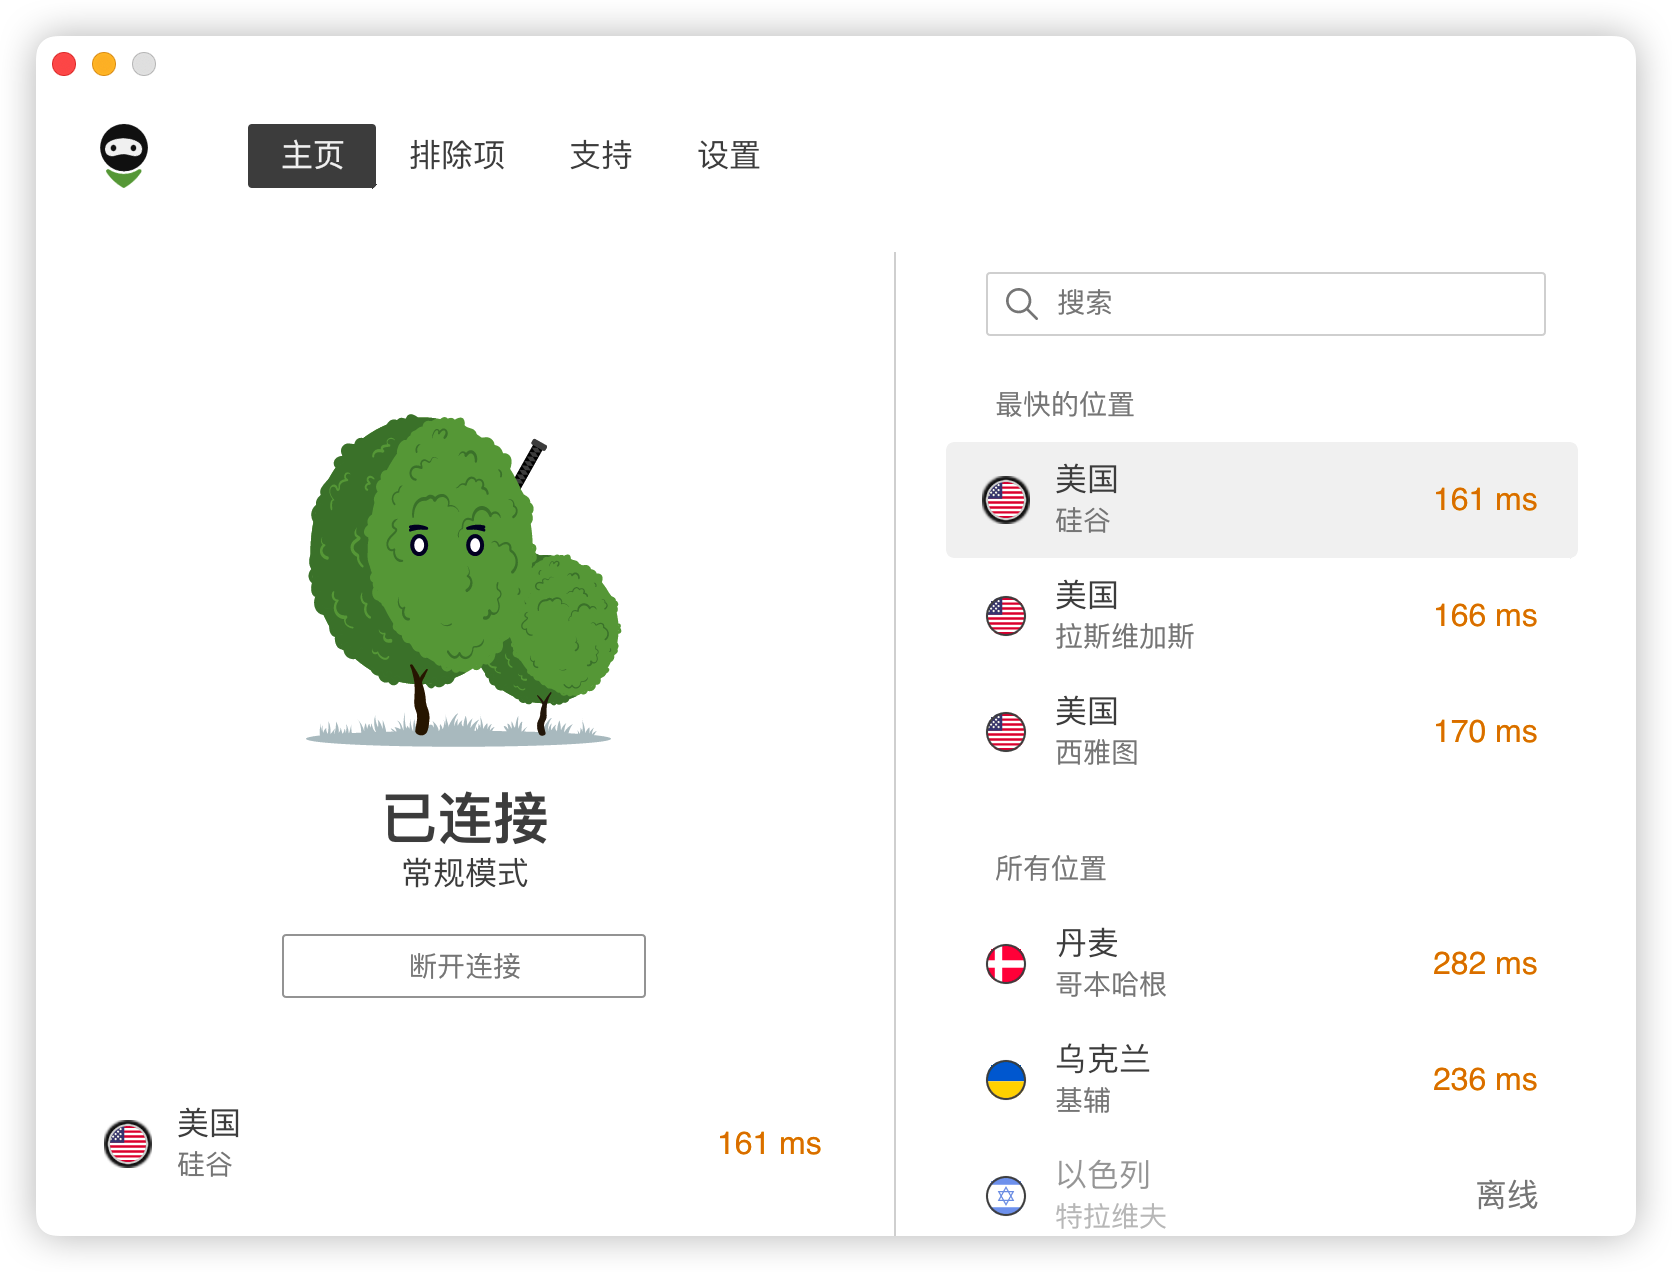 主页
排除项
支持
设置
已连接
常规模式
断开连接
美国
硅谷
161 ms
搜索
最快的位置
美国
硅谷
161 ms
美国
拉斯维加斯
166 ms
美国
西雅图
170 ms
所有位置
丹麦
哥本哈根
282 ms
乌克兰
基辅
236 ms
以色列
特拉维夫
离线